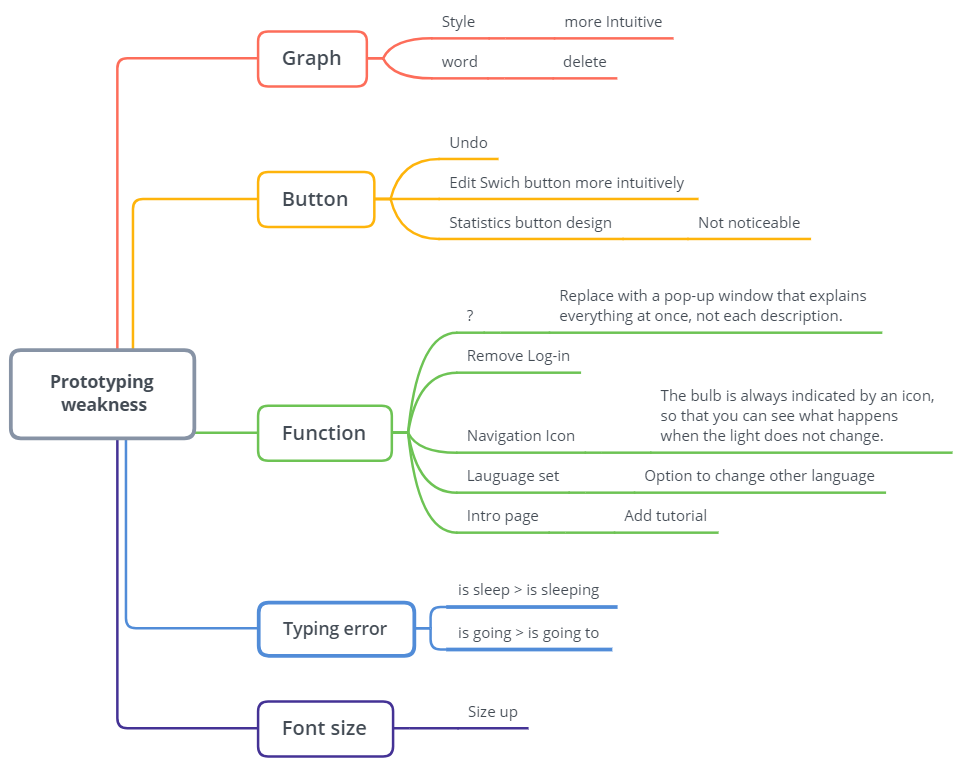 Style more Intuitive
Graph
word delete
Undo
Edit Swich button more intuitively
Button
Statistics button design Not noticeable
Replace with a pop-up window that explains
? everything at once, not each description.
Remove Log-in
Prototyping
weakness
The bulb is always indicated by an icon,
so that you can see what happens
Function
Navigation Icon when the light does not change.
Lauguage set Option to change other language
Intro page Add tutorial
is sleep > is sleeping
Typing error
is going > is going to
Font size Size up